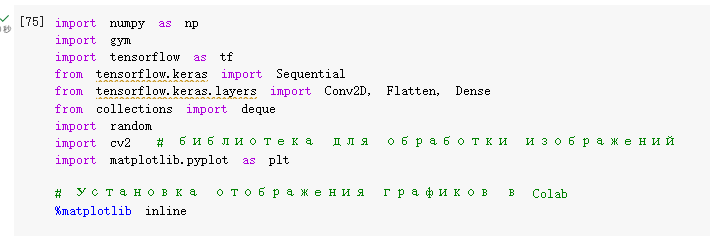 [75] import numpy as np
import gym
import tensorflow as tf
from tensorflow.keras import Sequential
from tensorflow.keras.layers import Conv2D, Flatten, Dense
from collections import deque
import random
import cv2 # библиотека для обработки изображений
import matplotlib.pyplot as plt
# Установка отображения графиков в Colab
%matplotlib inline